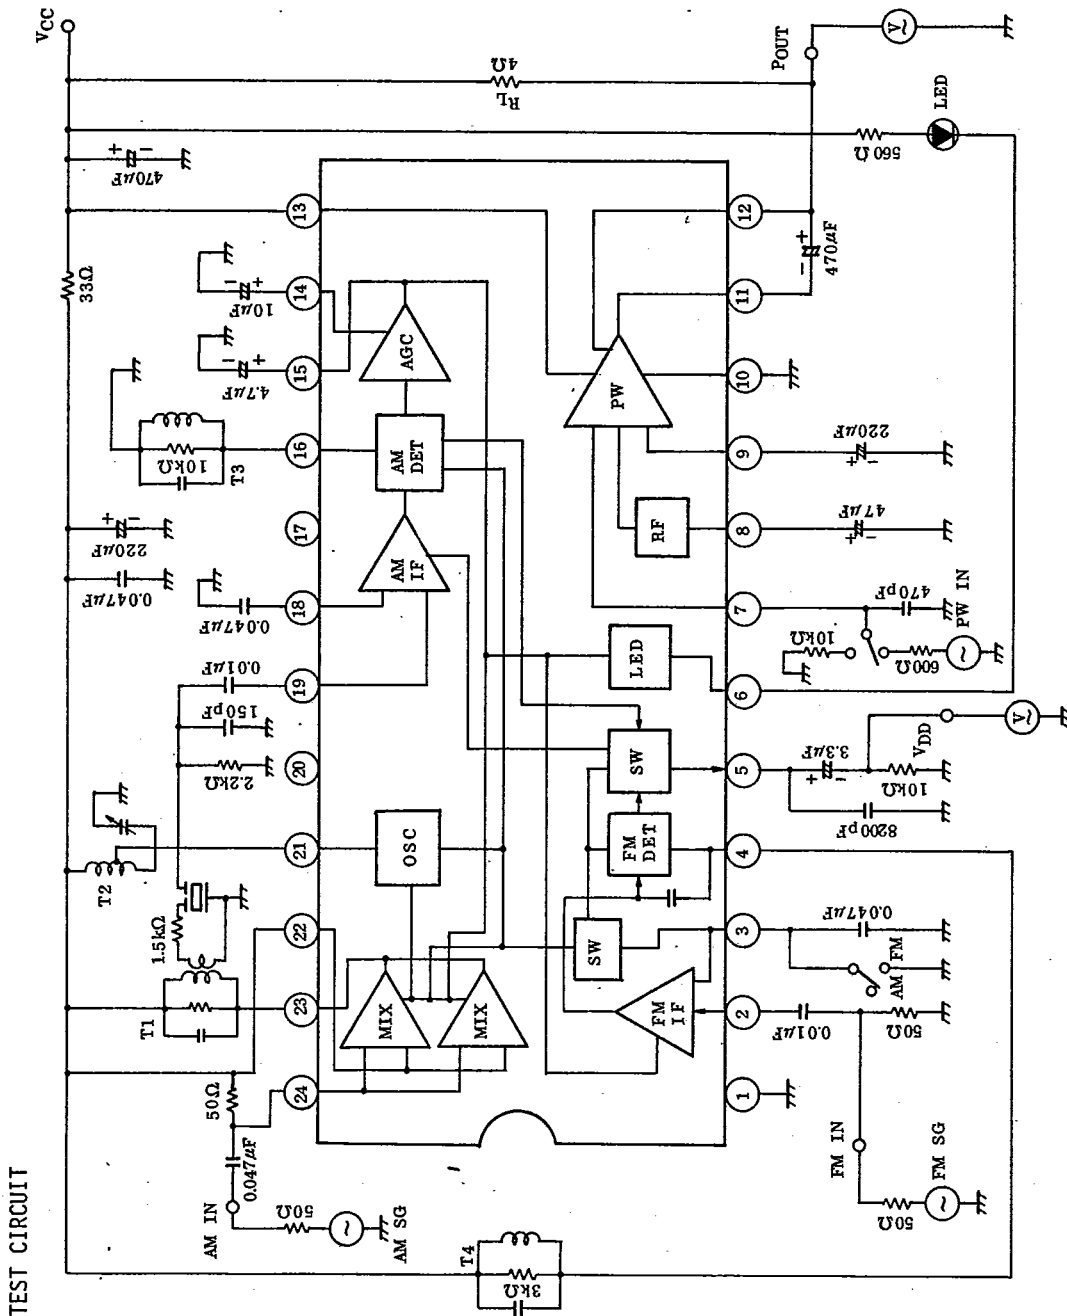 TEST CIRCUIT
VCC
33Ω
470µF
+
-
RL
4Ω
POUT
V~
560Ω
LED
220µF
+
-
0.047µF
T2
T1
1.5kΩ
2.2kΩ
150pF
0.01µF
0.047µF
T3
10kΩ
4.7µF
-
+
10µF
-
+
50Ω
0.047µF
AM IN
50Ω
AM SG
~
T4
3kΩ
24
23
22
21
20
19
18
17
16
15
14
13
MIX
MIX
OSC
AM IF
AM DET
AGC
FM IF
SW
FM DET
SW
LED
RF
PW
1
2
3
4
5
6
7
8
9
10
11
12
0.01µF
50Ω
FM IN
50Ω
FM SG
~
AM
FM
0.047µF
8200pF
3.3µF
+
-
10kΩ
VDD
V~
10kΩ
600Ω
470pF
PW IN
~
47µF
+
-
220µF
+
-
470µF
-
+